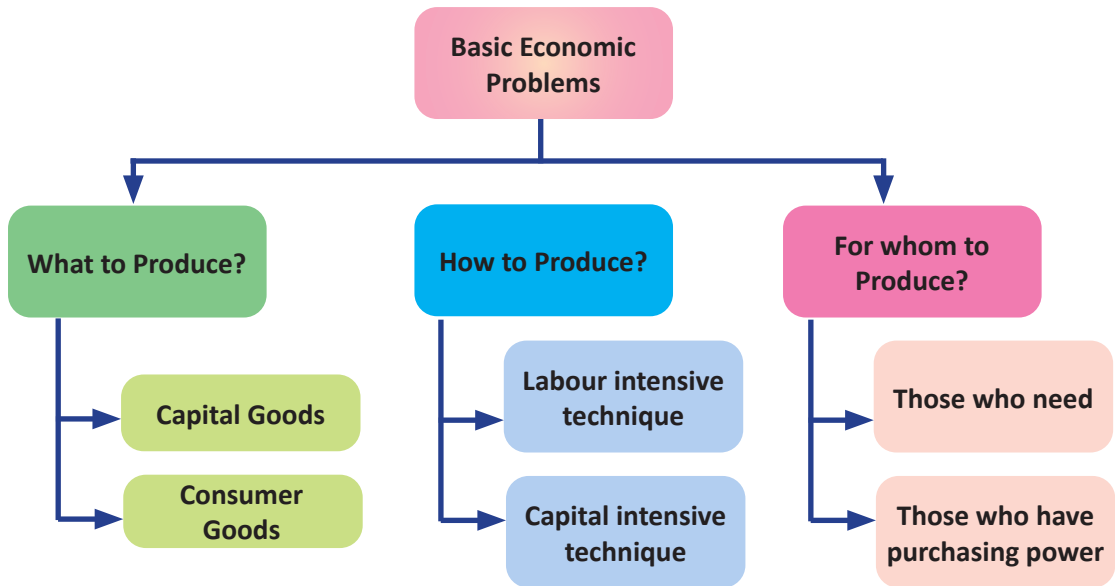 Basic Economic
Problems
What to Produce?
Capital Goods
Consumer
Goods
How to Produce?
Labour intensive
technique
Capital intensive
technique
For whom to
Produce?
Those who need
Those who have
purchasing power